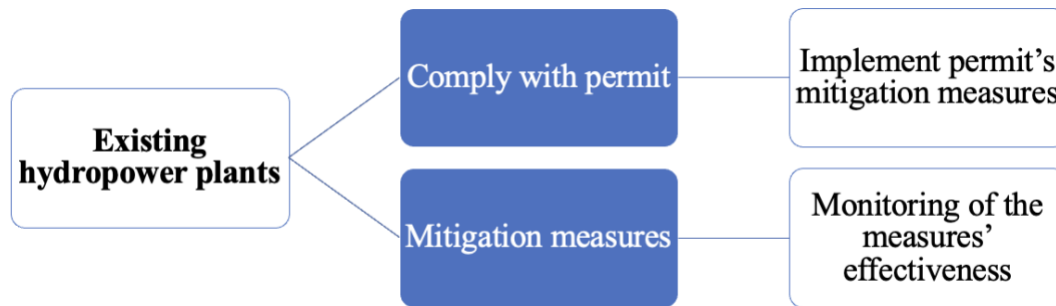 Existing
hydropower plants
Comply with permit
Implement permit's
mitigation measures
Mitigation measures
Monitoring of the
measures'
effectiveness